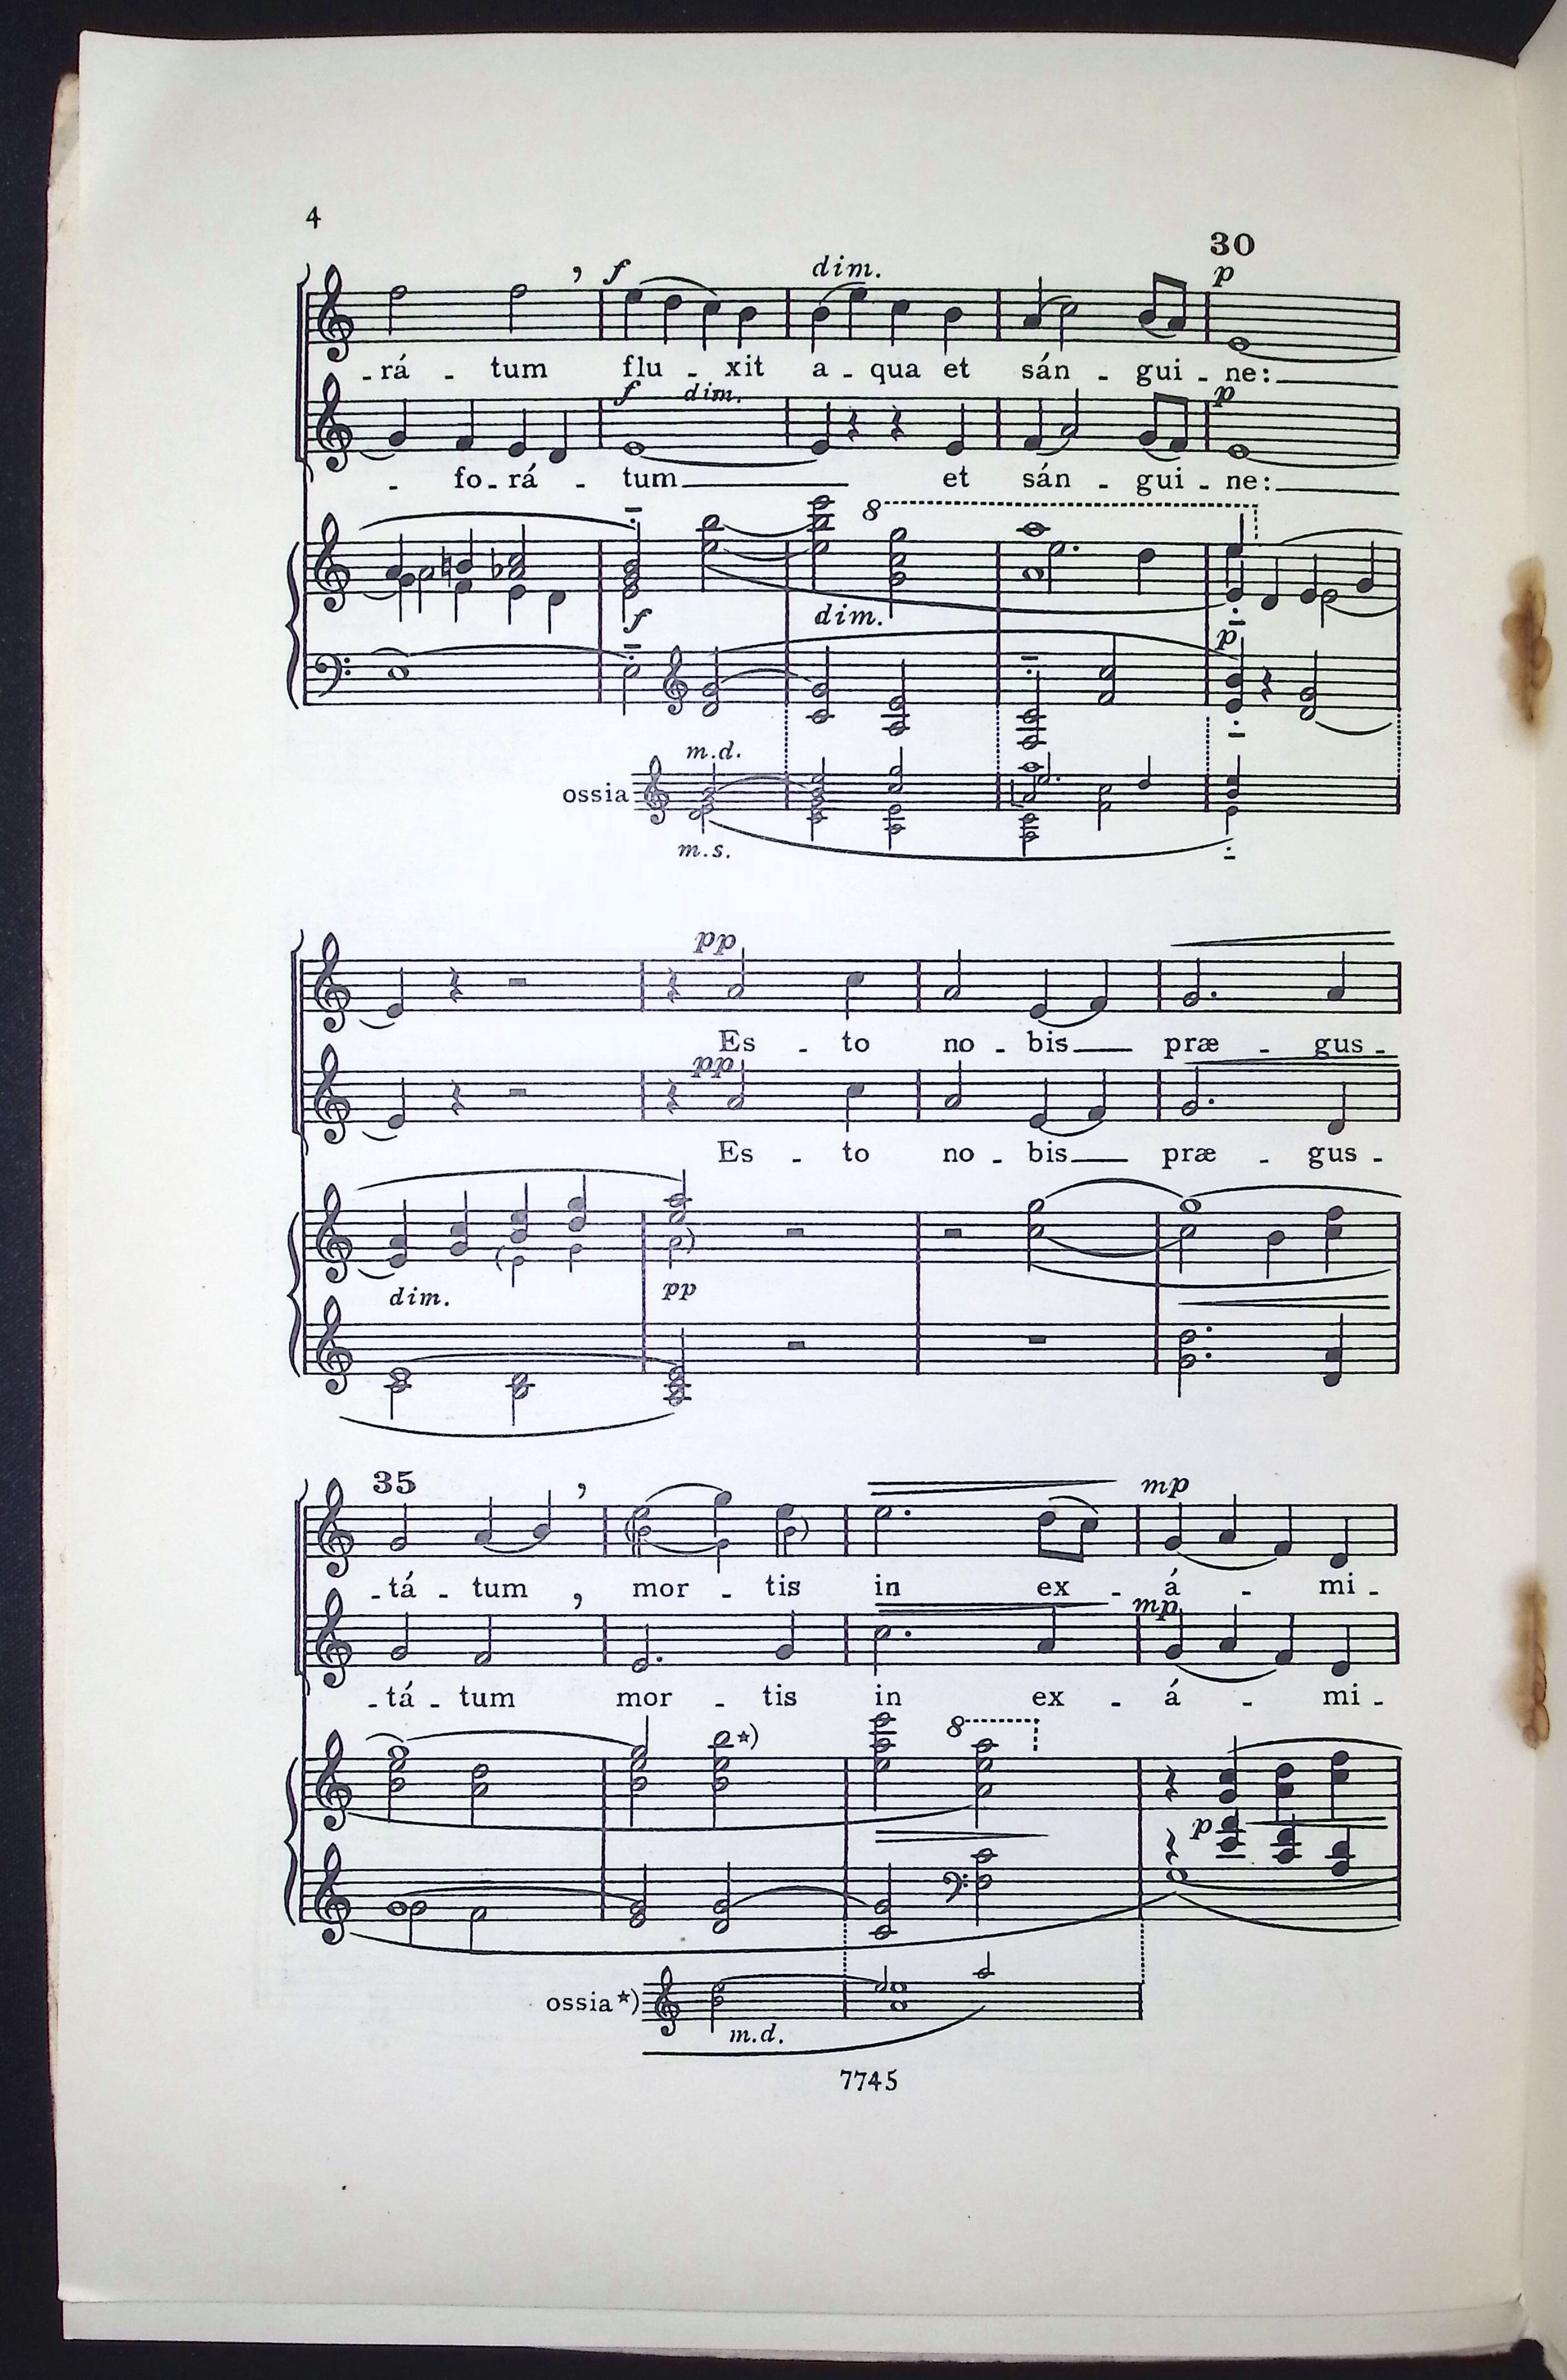 4
30
f dim. p
-rá - tum flu - xit a - qua et sán - gui - ne:
f dim. p
- fo - rá - tum et sán - gui - ne:
8
f dim. p
m.d.
ossia
m.s.
pp
Es - to no - bis præ - gus -
pp
Es - to no - bis præ - gus -
dim. pp
35
mp
-tá - tum mor - tis in ex - á - mi -
mp
-tá - tum mor - tis in ex - á - mi -
*) 8
p
ossia *)
m.d.
7745